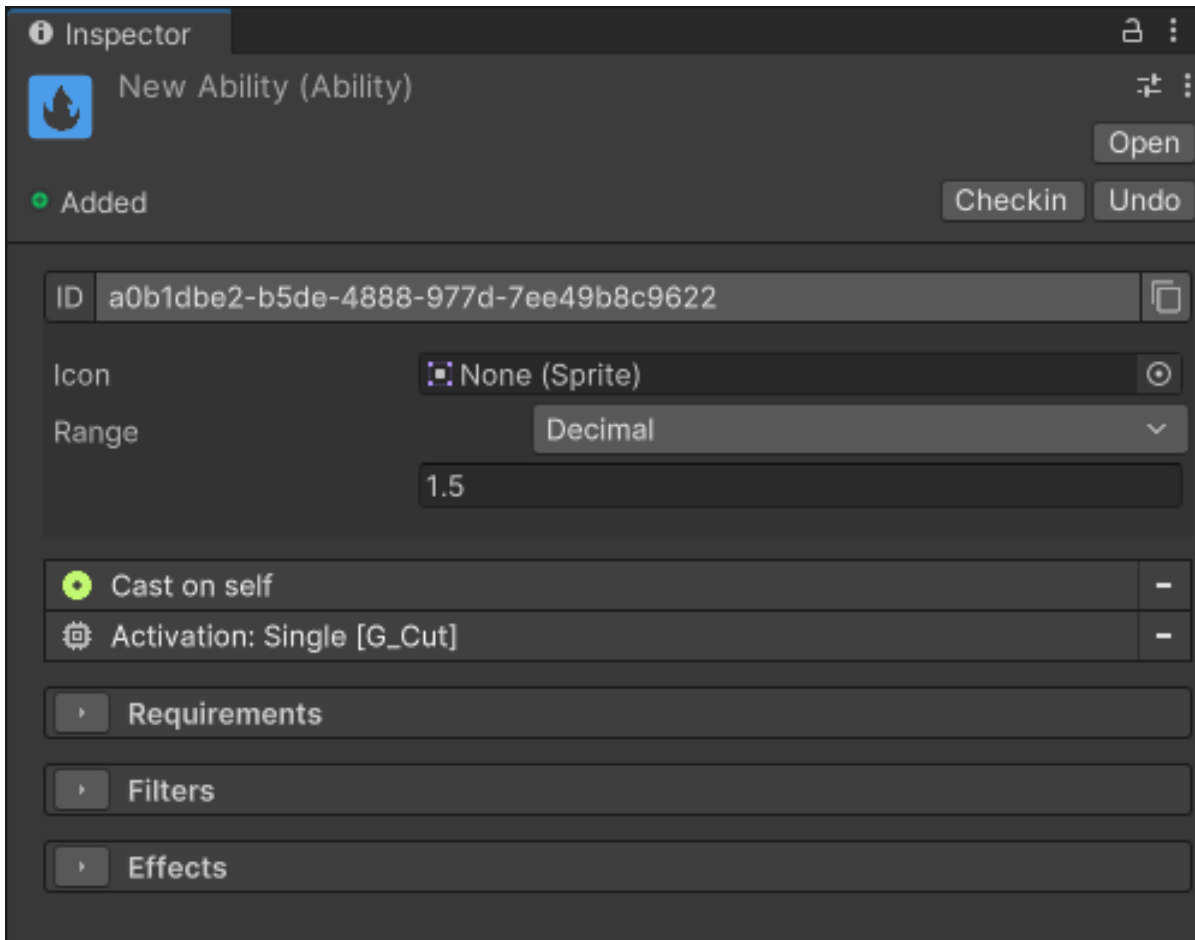 Inspector
New Ability (Ability)
Open
Added Checkin Undo
ID a0b1dbe2-b5de-4888-977d-7ee49b8c9622
Icon None (Sprite)
Range Decimal
1.5
Cast on self
Activation: Single [G_Cut]
Requirements
Filters
Effects